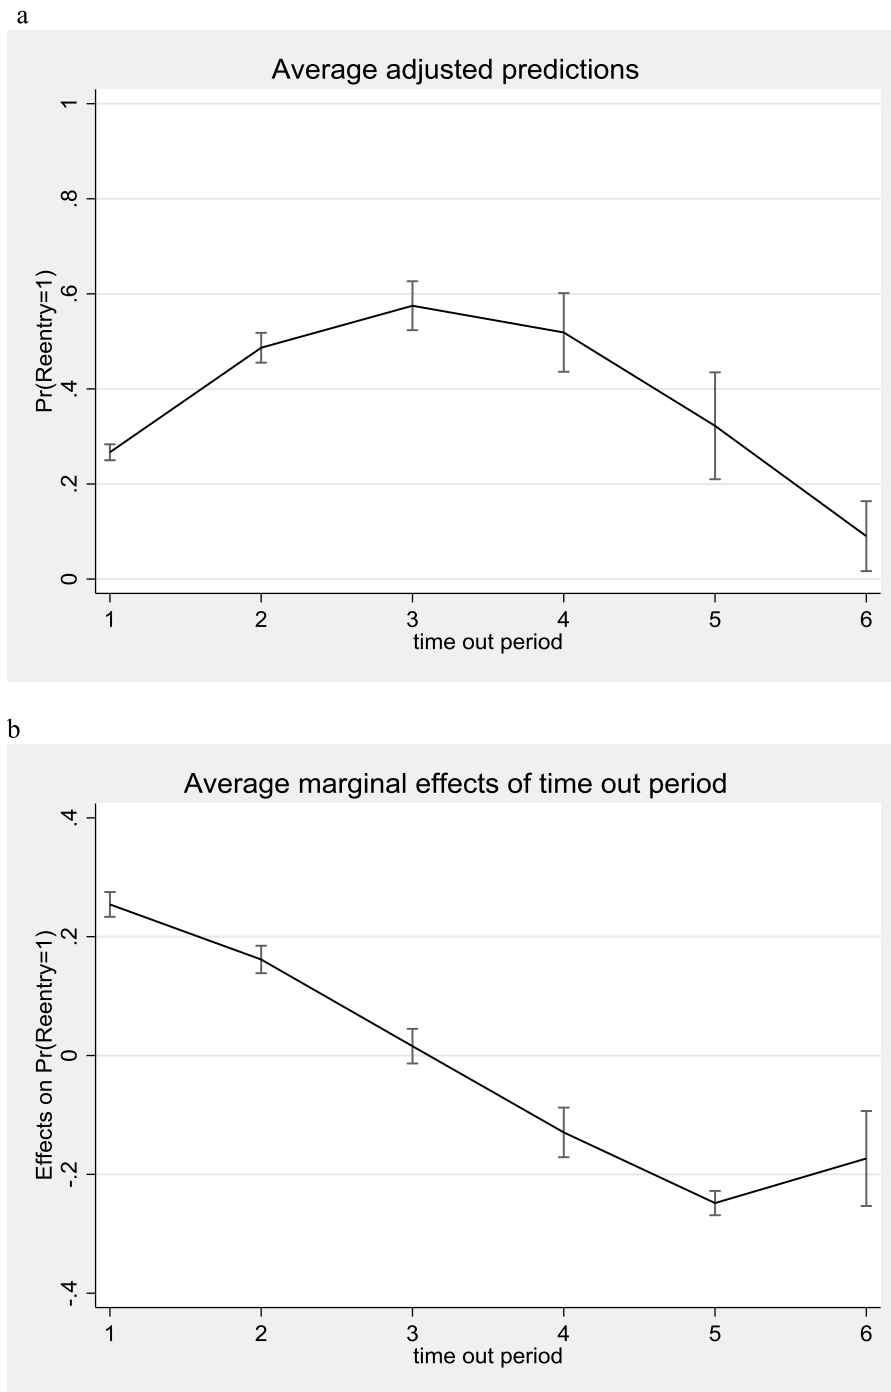 a
Average adjusted predictions
Pr(Reentry=1)
1
.8
.6
.4
.2
0
1 2 3 4 5 6
time out period
b
Average marginal effects of time out period
Effects on Pr(Reentry=1)
.4
.2
0
-.2
-.4
1 2 3 4 5 6
time out period